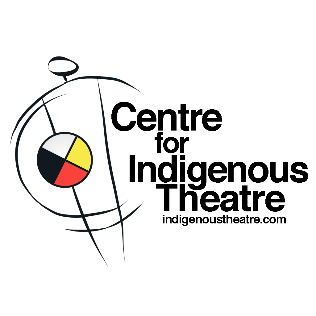 Centre
for
Indigenous
Theatre
indigenoustheatre.com